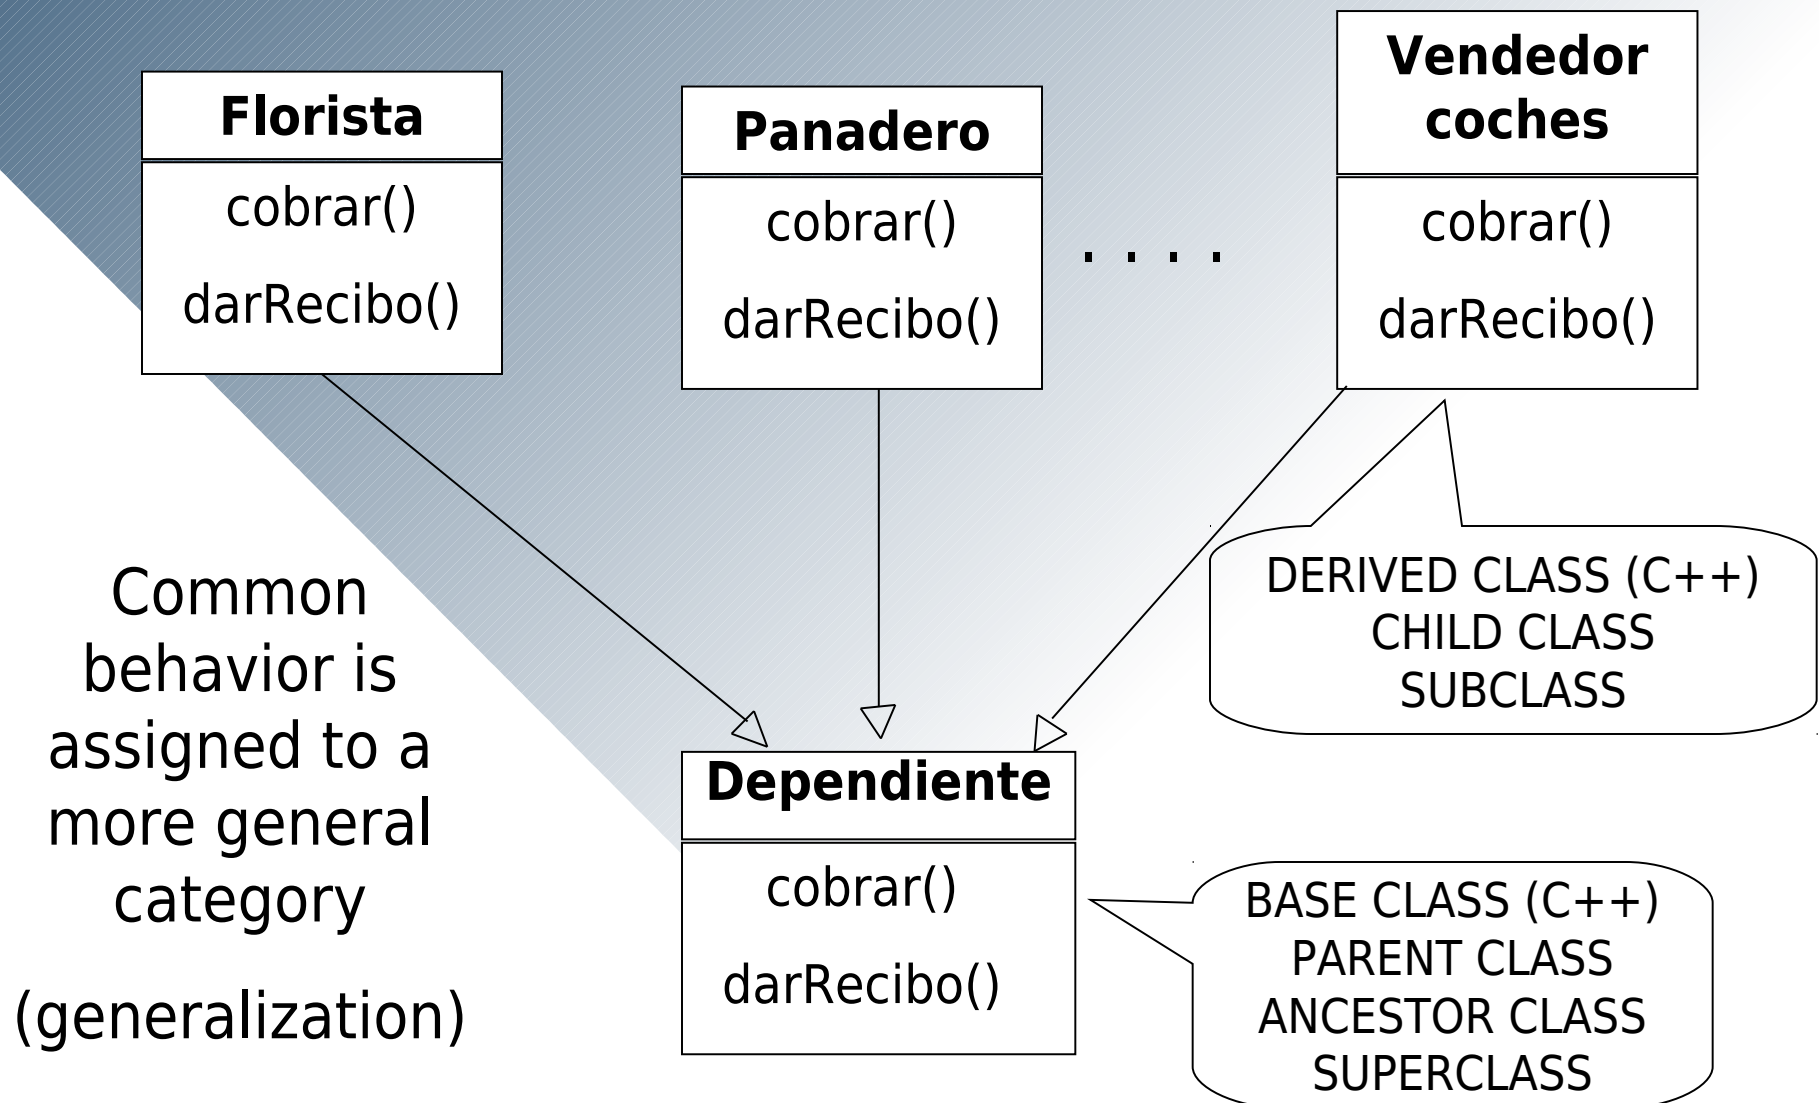 Florista
cobrar()
darRecibo()
Panadero
cobrar()
darRecibo()
. . . .
Vendedor
coches
cobrar()
darRecibo()
DERIVED CLASS (C++)
CHILD CLASS
SUBCLASS
Common
behavior is
assigned to a
more general
category
(generalization)
Dependiente
cobrar()
darRecibo()
BASE CLASS (C++)
PARENT CLASS
ANCESTOR CLASS
SUPERCLASS